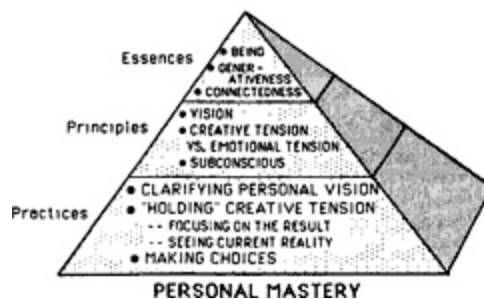 Essences
● BEING
● GENER-
ATIVENESS
● CONNECTEDNESS
Principles
● VISION
● CREATIVE TENSION
VS. EMOTIONAL TENSION
● SUBCONSCIOUS
Practices
● CLARIFYING PERSONAL VISION
● "HOLDING" CREATIVE TENSION
-- FOCUSING ON THE RESULT
-- SEEING CURRENT REALITY
● MAKING CHOICES
PERSONAL MASTERY